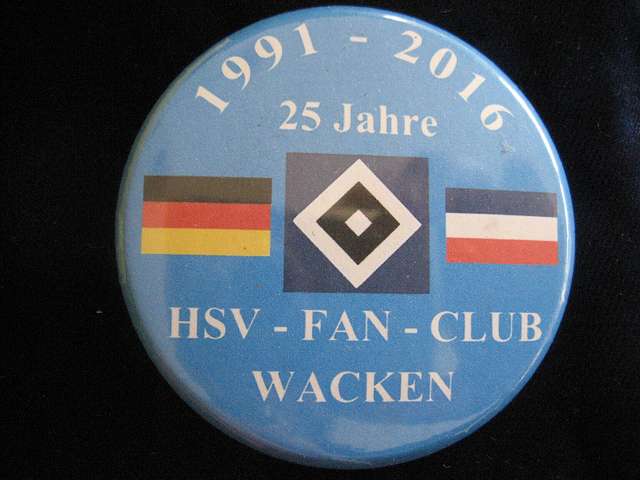 1991 - 2016
25 Jahre
HSV - FAN - CLUB
WACKEN